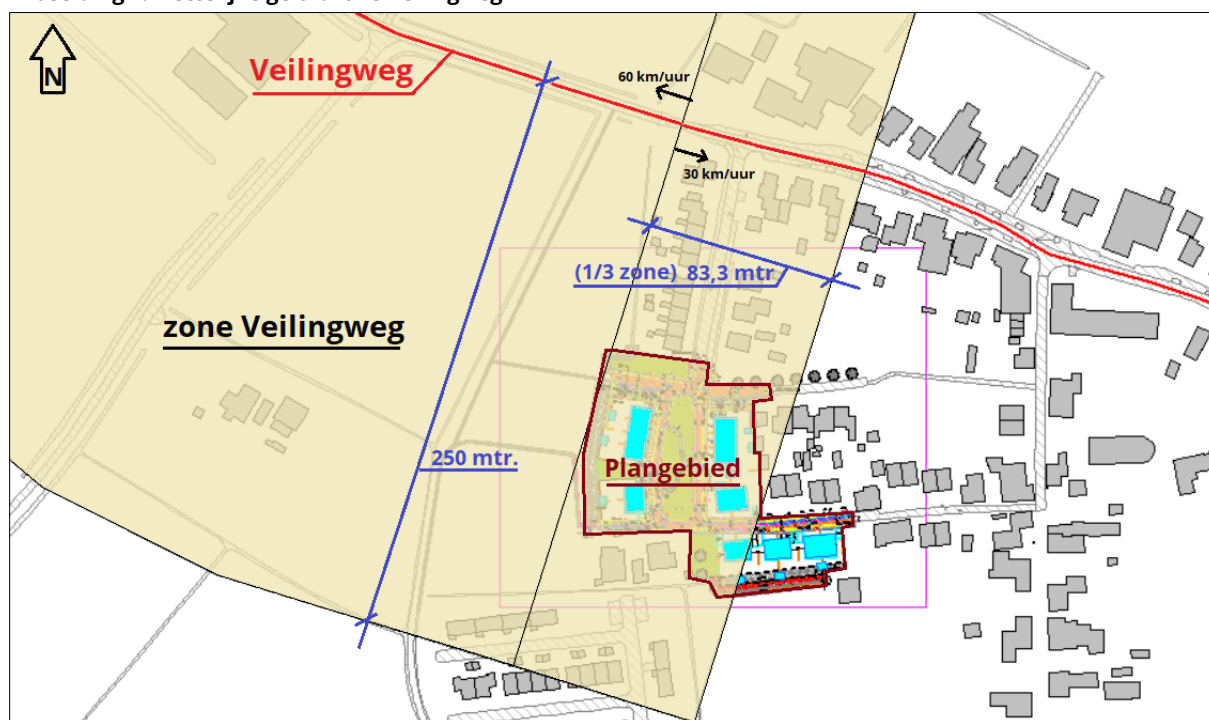 N
Veilingweg
60 km/uur
30 km/uur
(1/3 zone) 83,3 mtr
zone Veilingweg
250 mtr.
Plangebied